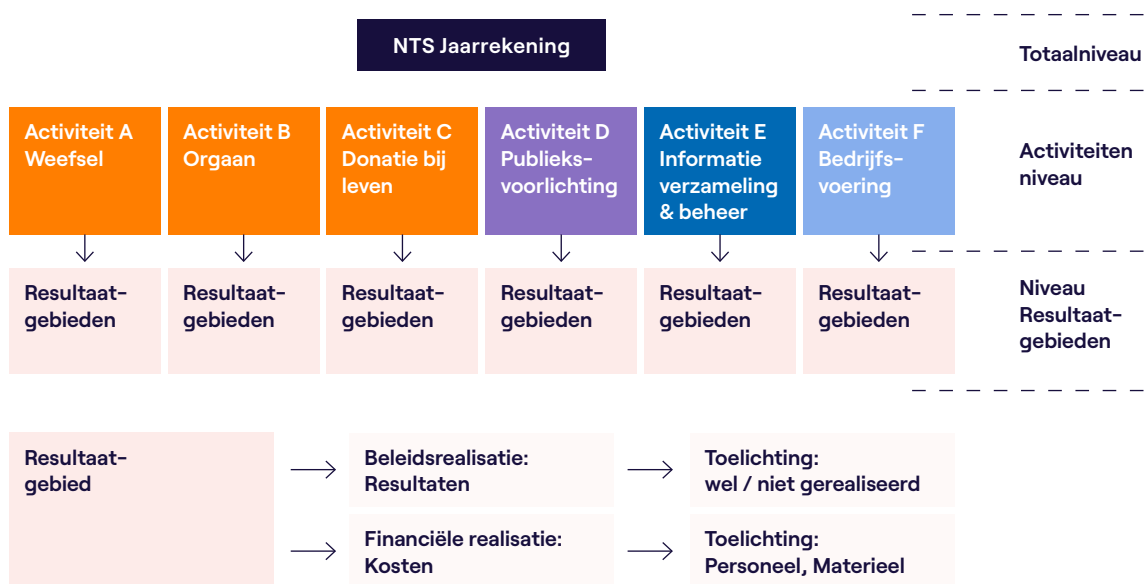 NTS Jaarrekening
Totaalniveau
Activiteit A
Weefsel
Activiteit B
Orgaan
Activiteit C
Donatie bij
leven
Activiteit D
Publieks-
voorlichting
Activiteit E
Informatie
verzameling
& beheer
Activiteit F
Bedrijfs-
voering
Activiteiten
niveau
Resultaat-
gebieden
Resultaat-
gebieden
Resultaat-
gebieden
Resultaat-
gebieden
Resultaat-
gebieden
Resultaat-
gebieden
Niveau
Resultaat-
gebieden
Resultaat-
gebied
Beleidsrealisatie:
Resultaten
Toelichting:
wel / niet gerealiseerd
Financiële realisatie:
Kosten
Toelichting:
Personeel, Materieel